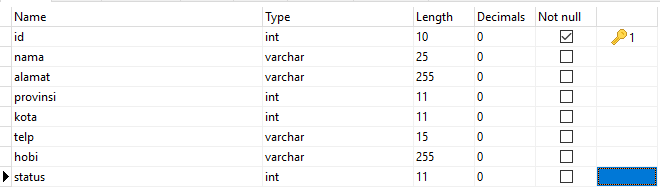 Name Type Length Decimals Not null
id int 10 0 1
nama varchar 25 0
alamat varchar 255 0
provinsi int 11 0
kota int 11 0
telp varchar 15 0
hobi varchar 255 0
status int 11 0